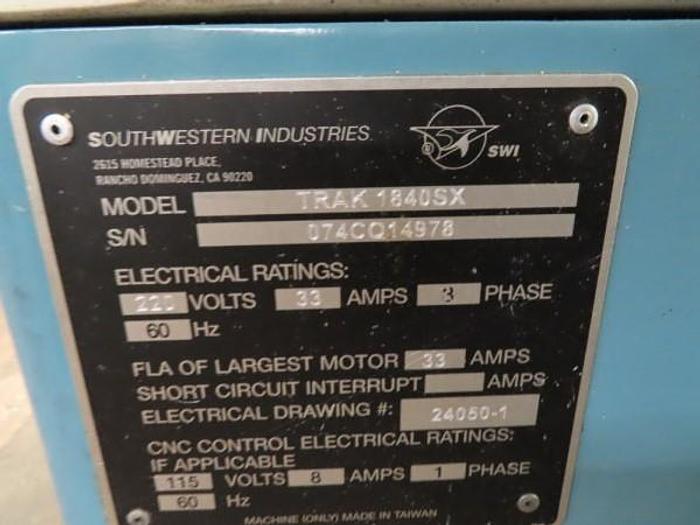 SOUTHWESTERN INDUSTRIES
SWI
2615 HOMESTEAD PLACE,
RANCHO DOMINGUEZ, CA 90220
MODEL TRAK 1840SX
S/N 074CQ14978
ELECTRICAL RATINGS:
220 VOLTS 33 AMPS 3 PHASE
60 Hz
FLA OF LARGEST MOTOR 33 AMPS
SHORT CIRCUIT INTERRUPT AMPS
ELECTRICAL DRAWING #: 24050-1
CNC CONTROL ELECTRICAL RATINGS:
IF APPLICABLE
115 VOLTS 8 AMPS 1 PHASE
60 Hz
MACHINE (ONLY) MADE IN TAIWAN